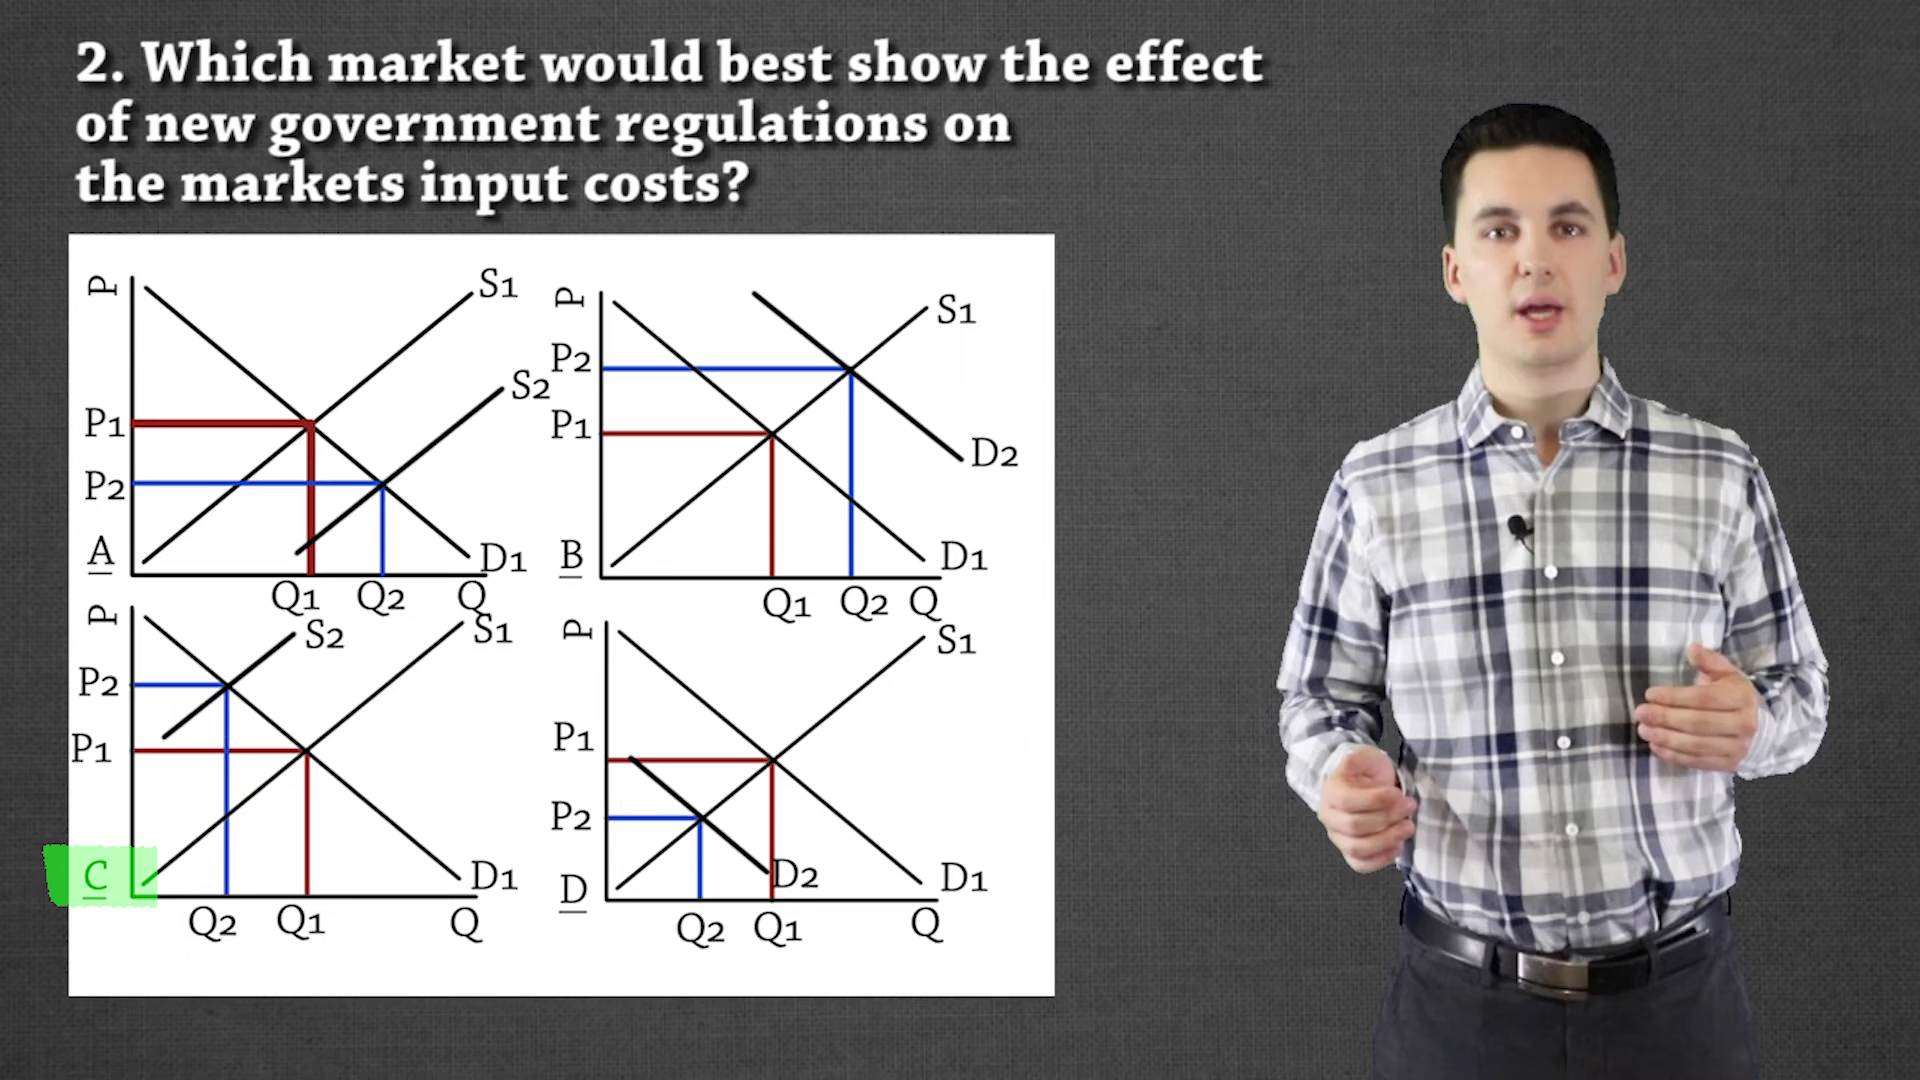 2. Which market would best show the effect
of new government regulations on
the markets input costs?
P
S1
S2
P1
P2
A
D1
Q1 Q2 Q
P
S1
P2
P1
D2
B
D1
Q1 Q2 Q
P
S2
S1
P2
P1
C
D1
Q2 Q1 Q
P
S1
P1
P2
D2
D
D1
Q2 Q1 Q